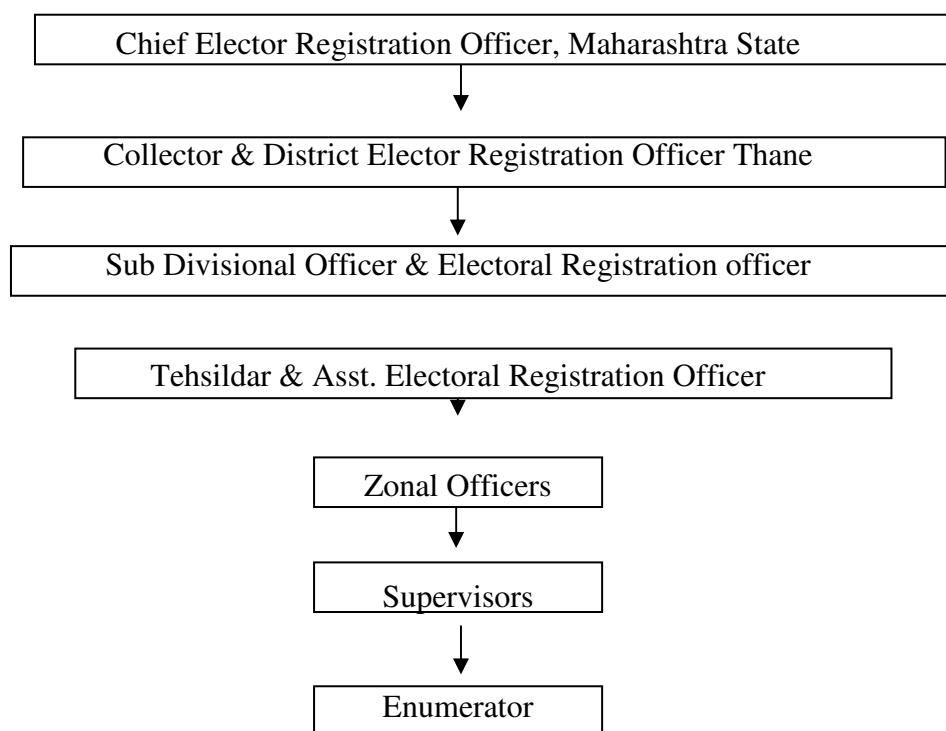 Chief Elector Registration Officer, Maharashtra State
Collector & District Elector Registration Officer Thane
Sub Divisional Officer & Electoral Registration officer
Tehsildar & Asst. Electoral Registration Officer
Zonal Officers
Supervisors
Enumerator